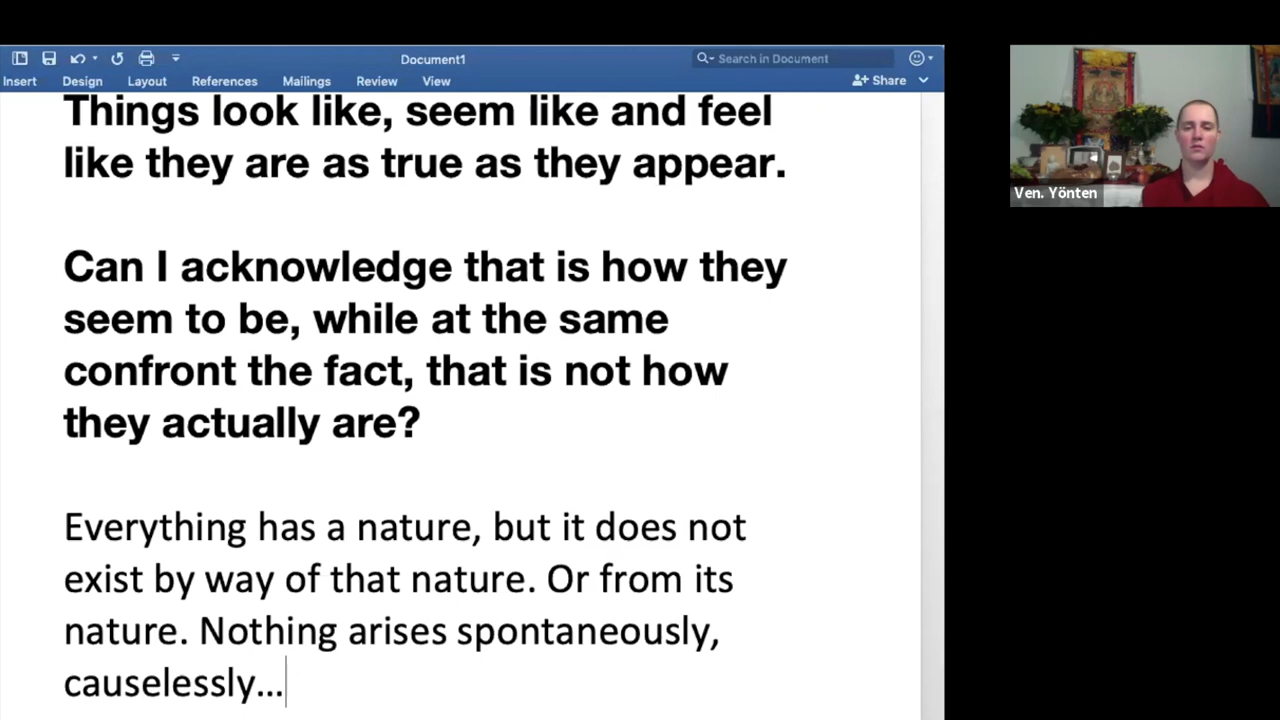 Document1
Search in Document
Insert Design Layout References Mailings Review View
Share
Things look like, seem like and feel
like they are as true as they appear.
Can I acknowledge that is how they
seem to be, while at the same
confront the fact, that is not how
they actually are?
Everything has a nature, but it does not
exist by way of that nature. Or from its
nature. Nothing arises spontaneously,
causelessly...
Ven. Yönten